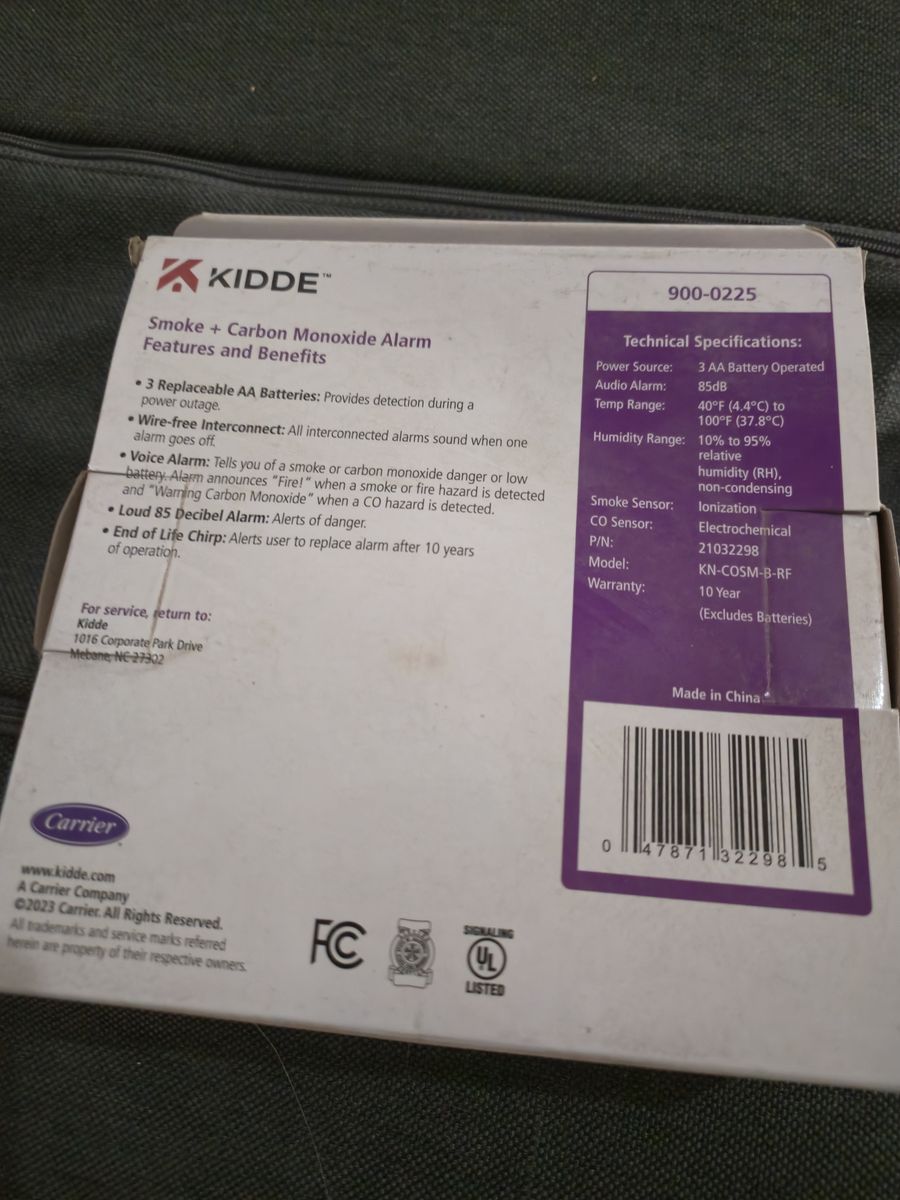 KIDDE™
Smoke + Carbon Monoxide Alarm
Features and Benefits
• 3 Replaceable AA Batteries: Provides detection during a
power outage.
• Wire-free Interconnect: All interconnected alarms sound when one
alarm goes off.
• Voice Alarm: Tells you of a smoke or carbon monoxide danger or low
battery. Alarm announces "Fire!" when a smoke or fire hazard is detected
and "Warning Carbon Monoxide" when a CO hazard is detected.
• Loud 85 Decibel Alarm: Alerts of danger.
• End of Life Chirp: Alerts user to replace alarm after 10 years
of operation.
For service, return to:
Kidde
1016 Corporate Park Drive
Mebane, NC 27302
Carrier
www.kidde.com
A Carrier Company
©2023 Carrier. All Rights Reserved.
All trademarks and service marks referred
herein are property of their respective owners.
FC
SIGNALING
UL
LISTED
900-0225
Technical Specifications:
Power Source: 3 AA Battery Operated
Audio Alarm: 85dB
Temp Range: 40°F (4.4°C) to
100°F (37.8°C)
Humidity Range: 10% to 95%
relative
humidity (RH),
non-condensing
Smoke Sensor: Ionization
CO Sensor: Electrochemical
P/N: 21032298
Model: KN-COSM-B-RF
Warranty: 10 Year
(Excludes Batteries)
Made in China
5
0 47871 32298 5